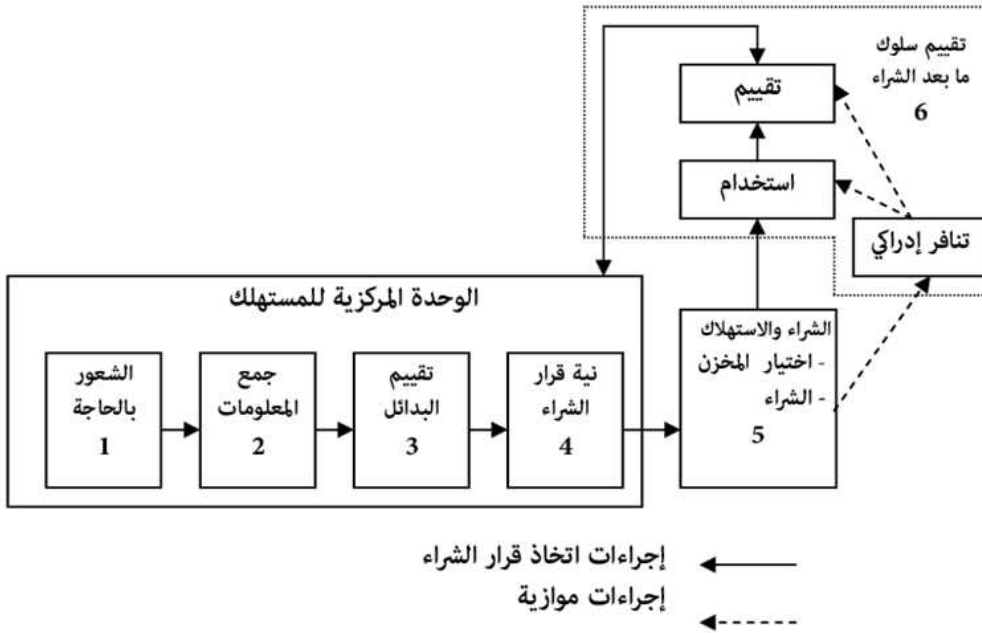 تقييم سلوك
ما بعد الشراء
6
تقييم
استخدام
تنافر إدراكي
الوحدة المركزية للمستهلك
الشعور
بالحاجة
1
جمع
المعلومات
2
تقييم
البدائل
3
نية قرار
الشراء
4
الشراء والاستهلاك
- اختيار المخزن
- الشراء
5
إجراءات اتخاذ قرار الشراء
إجراءات موازية